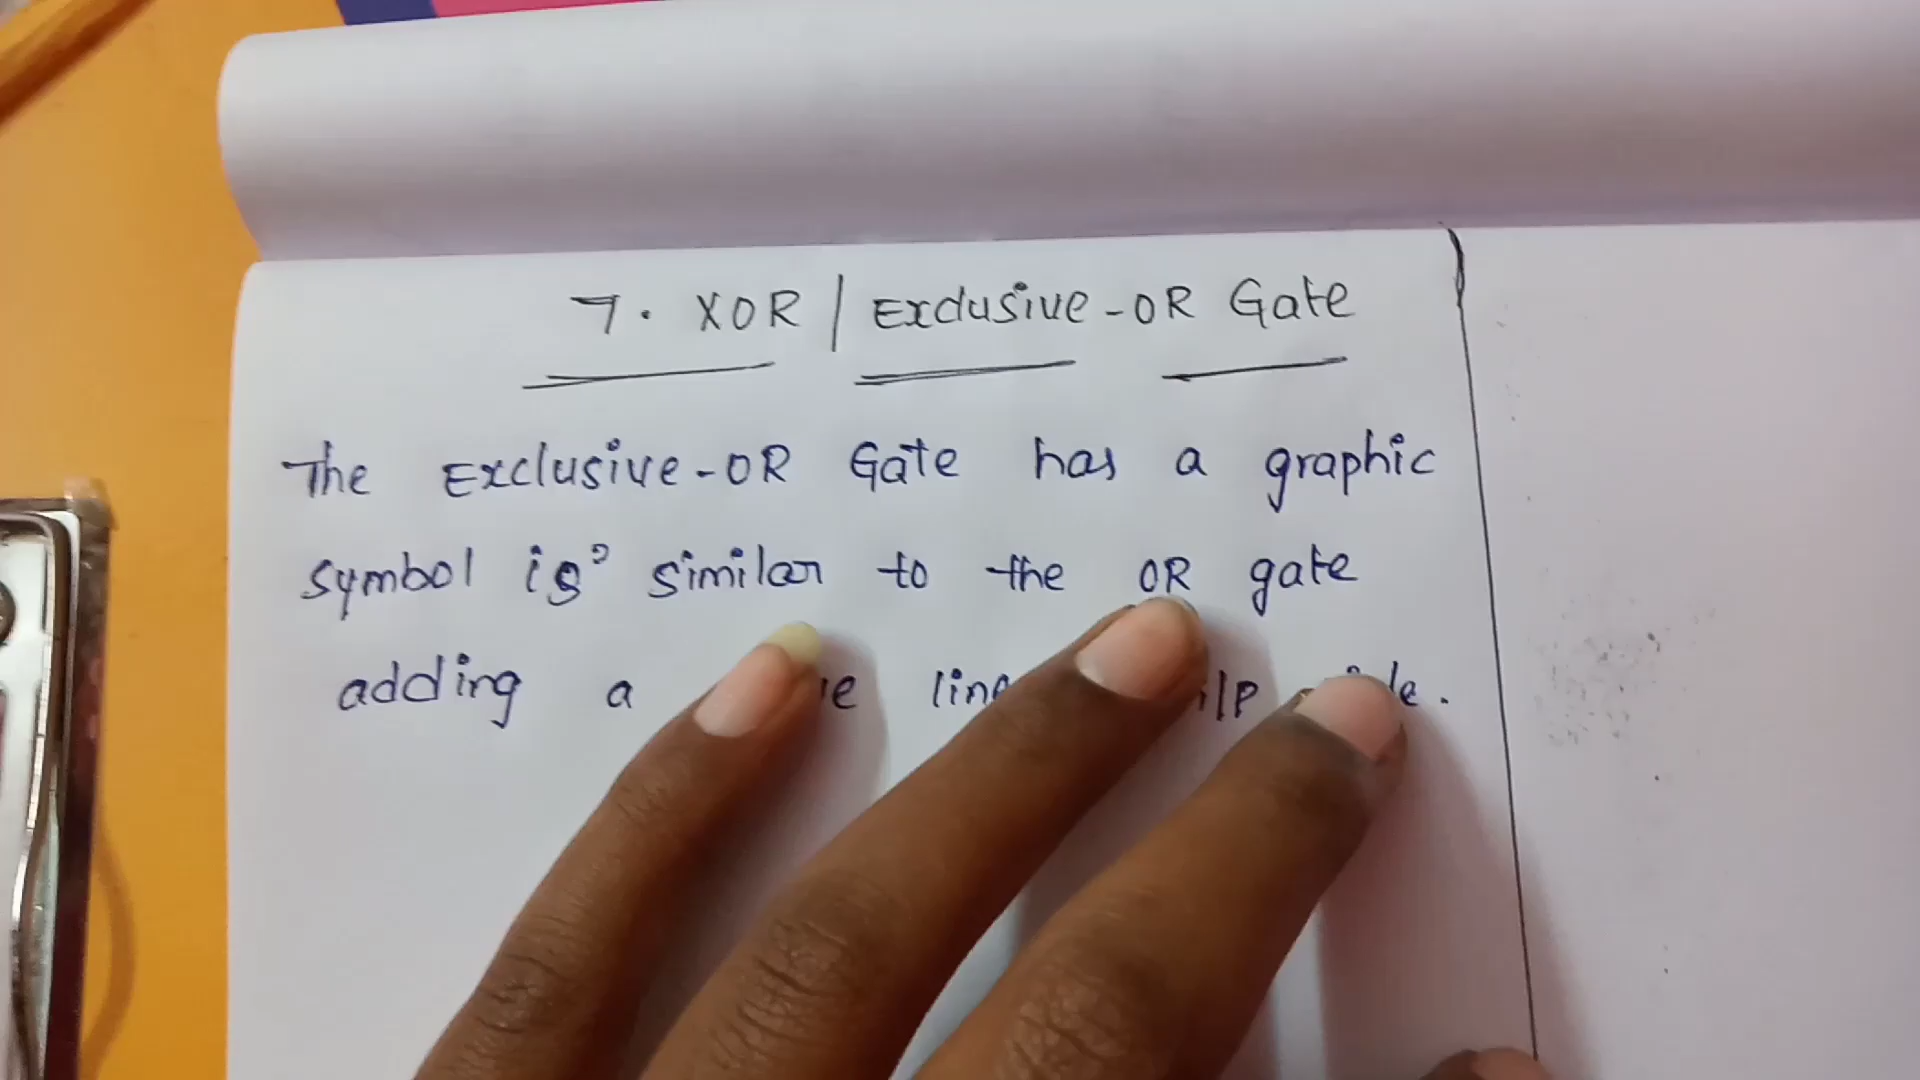 7. XOR | Exclusive-OR Gate
The Exclusive-OR Gate has a graphic
symbol is similar to the OR gate
adding a line